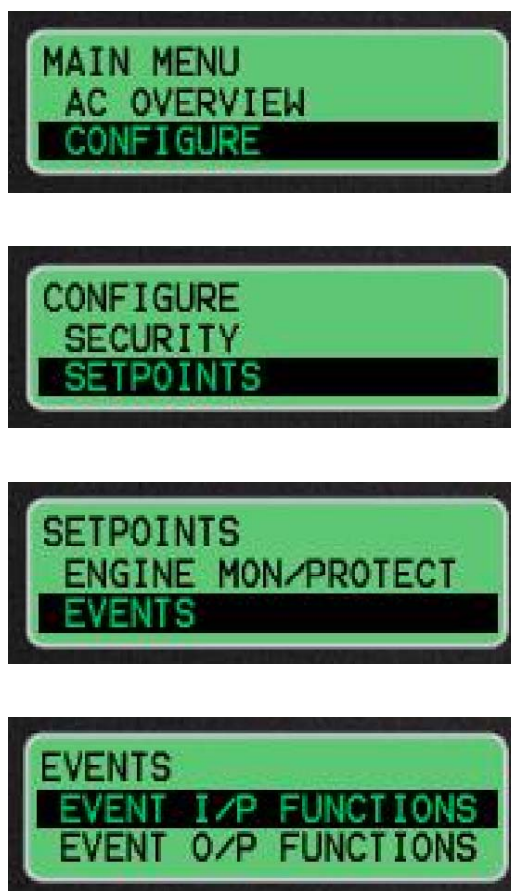 MAIN MENU
AC OVERVIEW
CONFIGURE
CONFIGURE
SECURITY
SETPOINTS
SETPOINTS
ENGINE MON/PROTECT
EVENTS
EVENTS
EVENT I/P FUNCTIONS
EVENT O/P FUNCTIONS